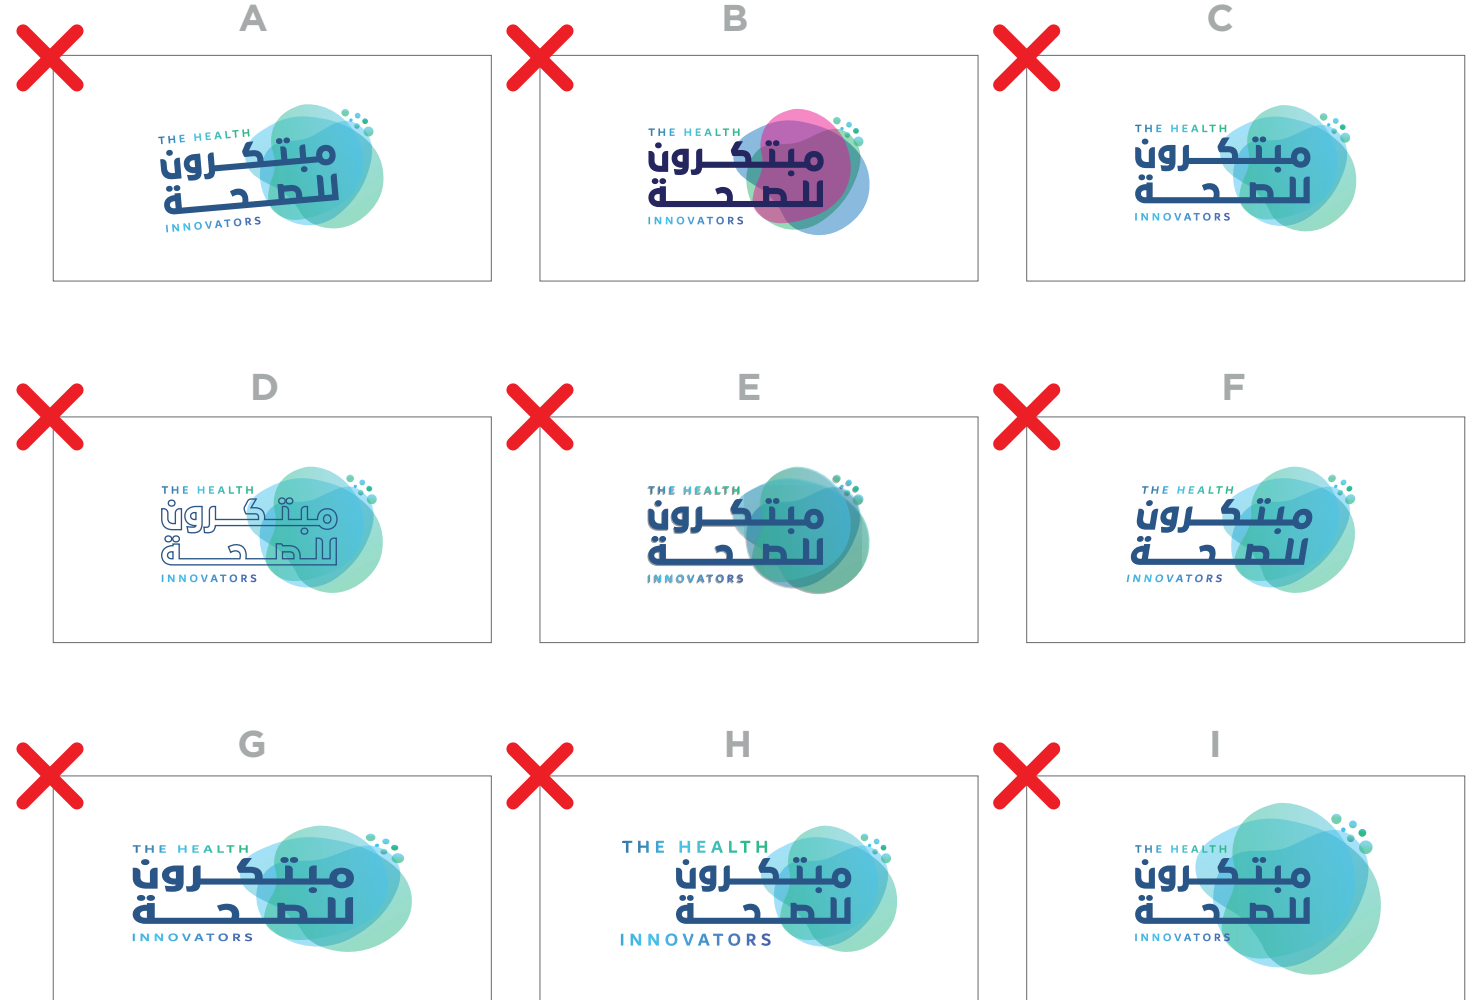 A
B
C
THE HEALTH
مبتكرون
للصحة
INNOVATORS
THE HEALTH
مبتكرون
للصحة
INNOVATORS
THE HEALTH
مبتكرون
للصحة
INNOVATORS
D
E
F
THE HEALTH
مبتكرون
للصحة
INNOVATORS
THE HEALTH
مبتكرون
للصحة
INNOVATORS
THE HEALTH
مبتكرون
للصحة
INNOVATORS
G
H
I
THE HEALTH
مبتكرون
للصحة
INNOVATORS
THE HEALTH
مبتكرون
للصحة
INNOVATORS
THE HEALTH
مبتكرون
للصحة
INNOVATORS